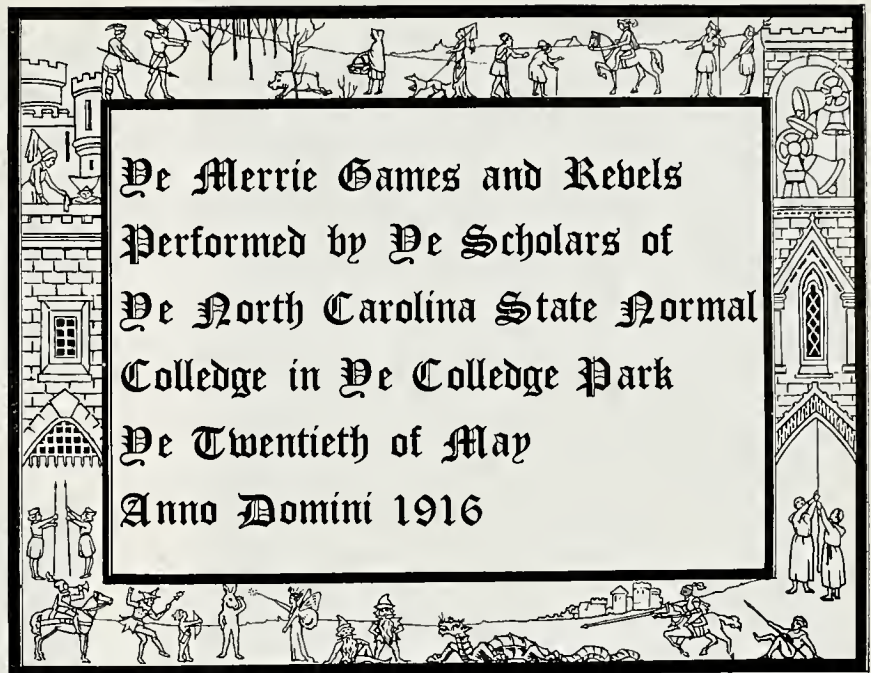 Ye Merrie Games and Revels
Performed by Ye Scholars of
Ye North Carolina State Normal
Colledge in Ye Colledge Park
Ye Twentieth of May
Anno Domini 1916